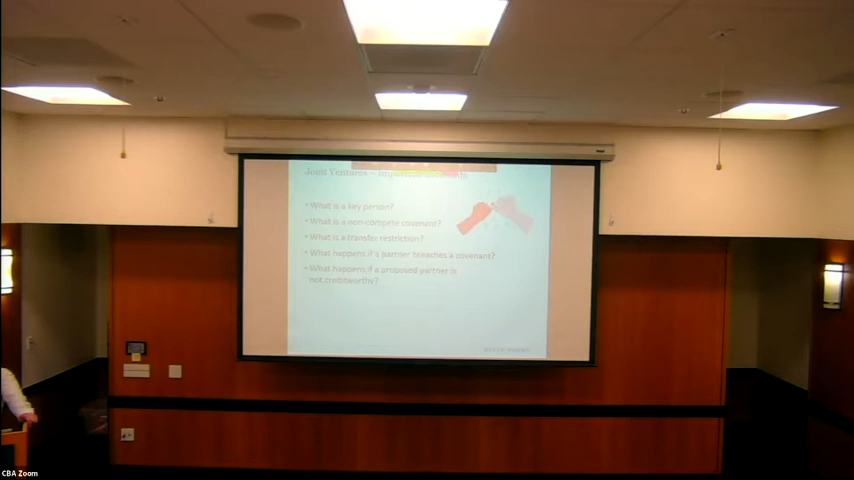 Joint Ventures –
• What is a key person?
• What is a non-compete covenant?
• What is a transfer restriction?
• What happens if a partner breaches a covenant?
• What happens if a proposed partner is
not creditworthy?
CBA Zoom